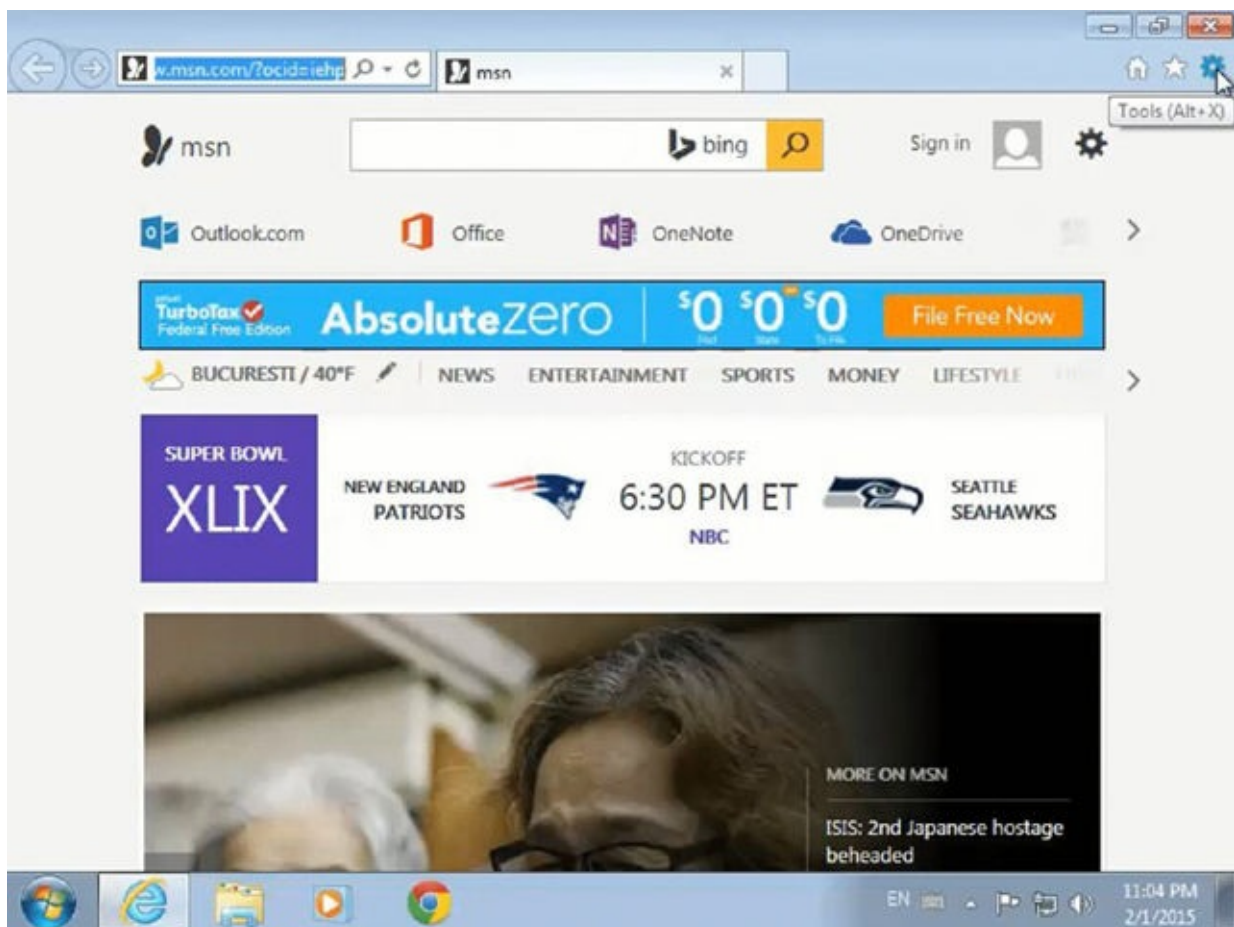 w.msn.com/?ocid=iehp
msn
Tools (Alt+X)
msn
bing
Sign in
Outlook.com
Office
OneNote
OneDrive
TurboTax
Federal Free Edition
AbsoluteZero
$0 $0 $0
File Free Now
BUCURESTI / 40°F
NEWS
ENTERTAINMENT
SPORTS
MONEY
LIFESTYLE
SUPER BOWL
XLIX
NEW ENGLAND
PATRIOTS
KICKOFF
6:30 PM ET
NBC
SEATTLE
SEAHAWKS
MORE ON MSN
ISIS: 2nd Japanese hostage
beheaded
EN
11:04 PM
2/1/2015